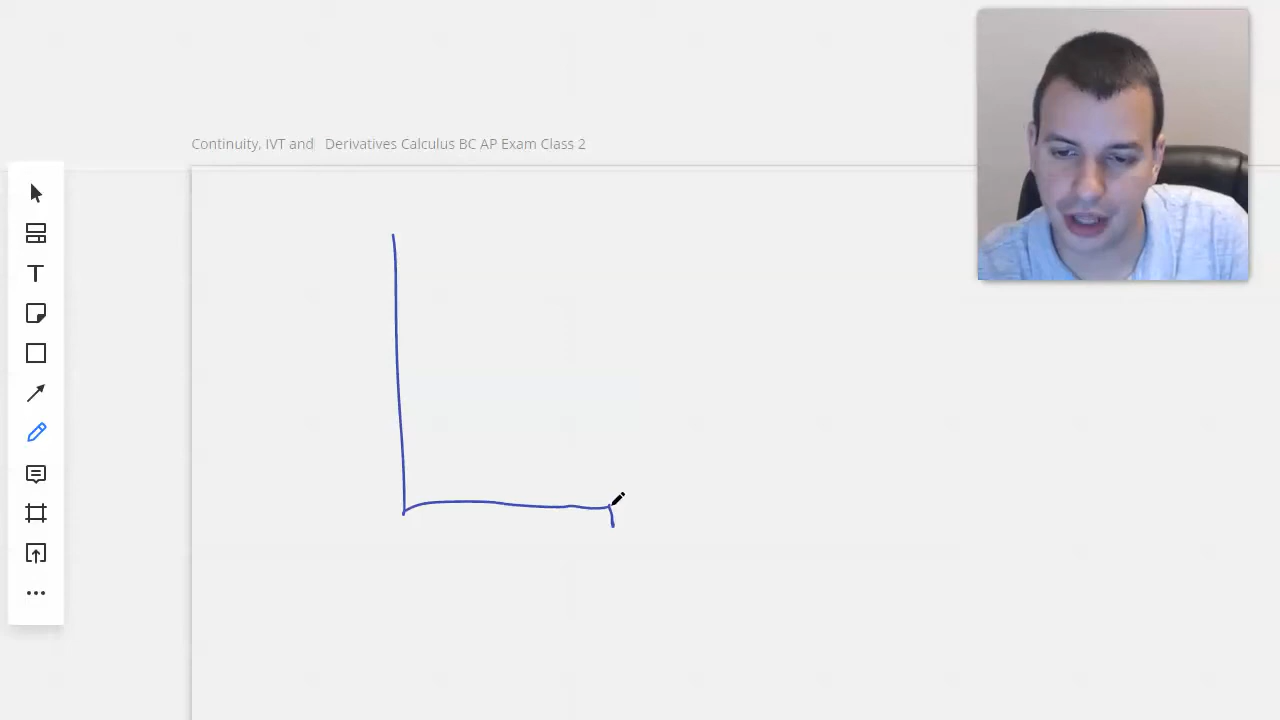 Continuity, IVT and Derivatives Calculus BC AP Exam Class 2
T